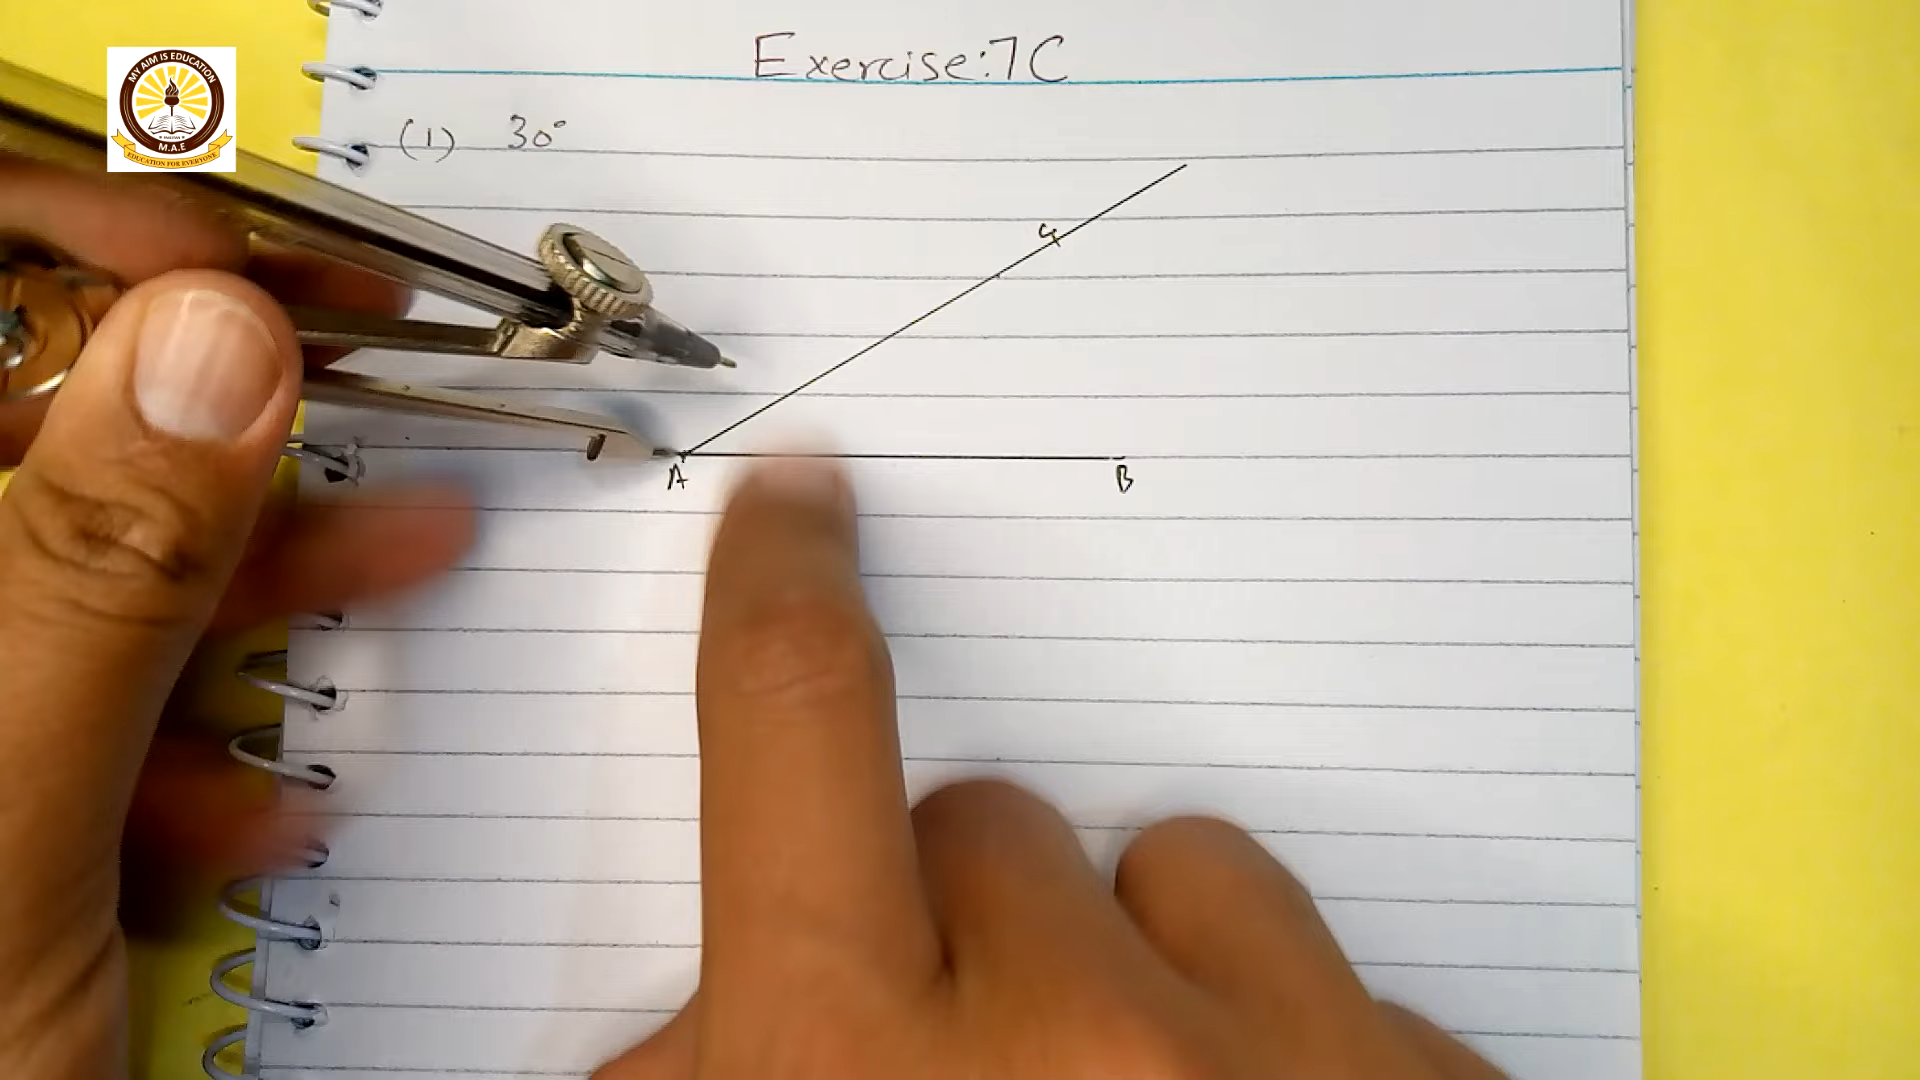 MY AIM IS EDUCATION
M.A.E
EDUCATION FOR EVERYONE
Exercise:7C
(1) 30°
A
B